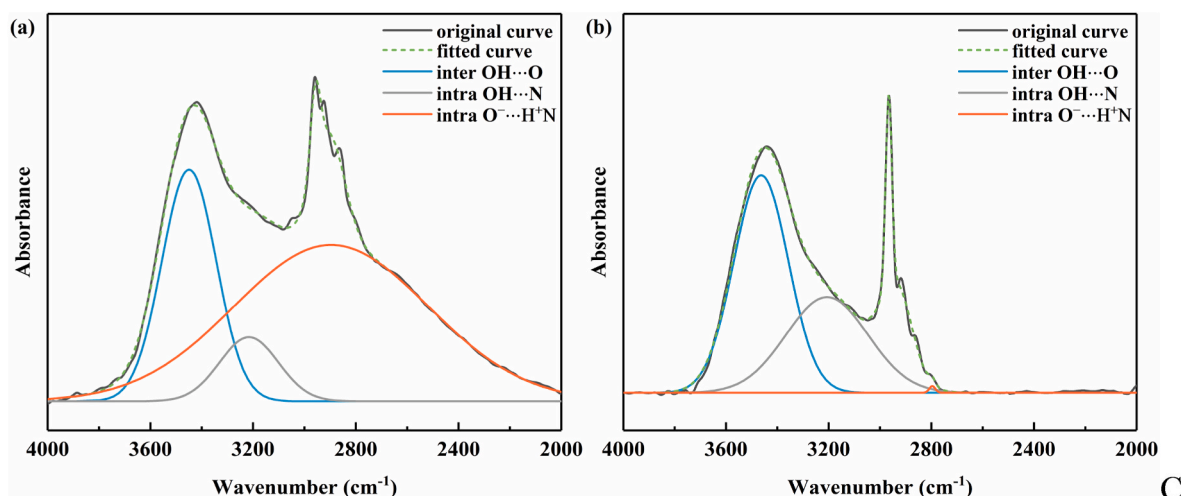 (a)
original curve
fitted curve
inter OH···O
intra OH···N
intra O⁻···H⁺N
Absorbance
4000 3600 3200 2800 2400 2000
Wavenumber (cm⁻¹)
(b)
original curve
fitted curve
inter OH···O
intra OH···N
intra O⁻···H⁺N
Absorbance
4000 3600 3200 2800 2400 2000
Wavenumber (cm⁻¹)
C